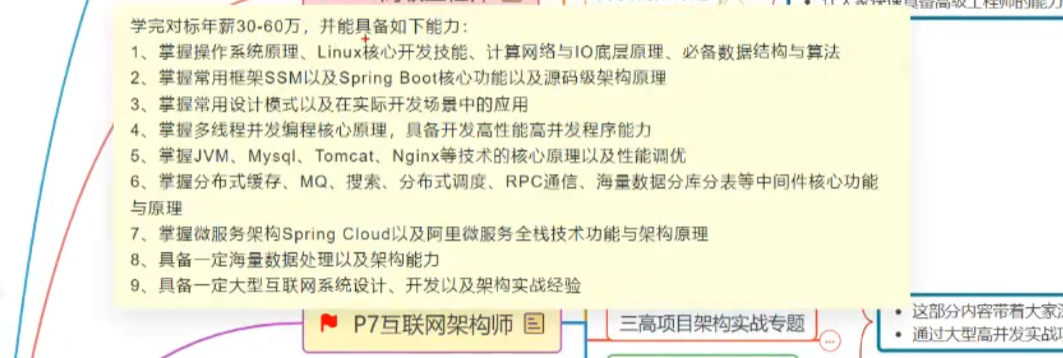 让大家快速具备高级工程师的能力
学完对标年薪30-60万，并能具备如下能力：
1、掌握操作系统原理、Linux核心开发技能、计算网络与IO底层原理、必备数据结构与算法
2、掌握常用框架SSM以及Spring Boot核心功能以及源码级架构原理
3、掌握常用设计模式以及在实际开发场景中的应用
4、掌握多线程并发编程核心原理，具备开发高性能高并发程序能力
5、掌握JVM、Mysql、Tomcat、Nginx等技术的核心原理以及性能调优
6、掌握分布式缓存、MQ、搜索、分布式调度、RPC通信、海量数据分库分表等中间件核心功能
与原理
7、掌握微服务架构Spring Cloud以及阿里微服务全栈技术功能与架构原理
8、具备一定海量数据处理以及架构能力
9、具备一定大型互联网系统设计、开发以及架构实战经验
P7互联网架构师
三高项目架构实战专题
• 这部分内容带着大家
• 通过大型高并发实战